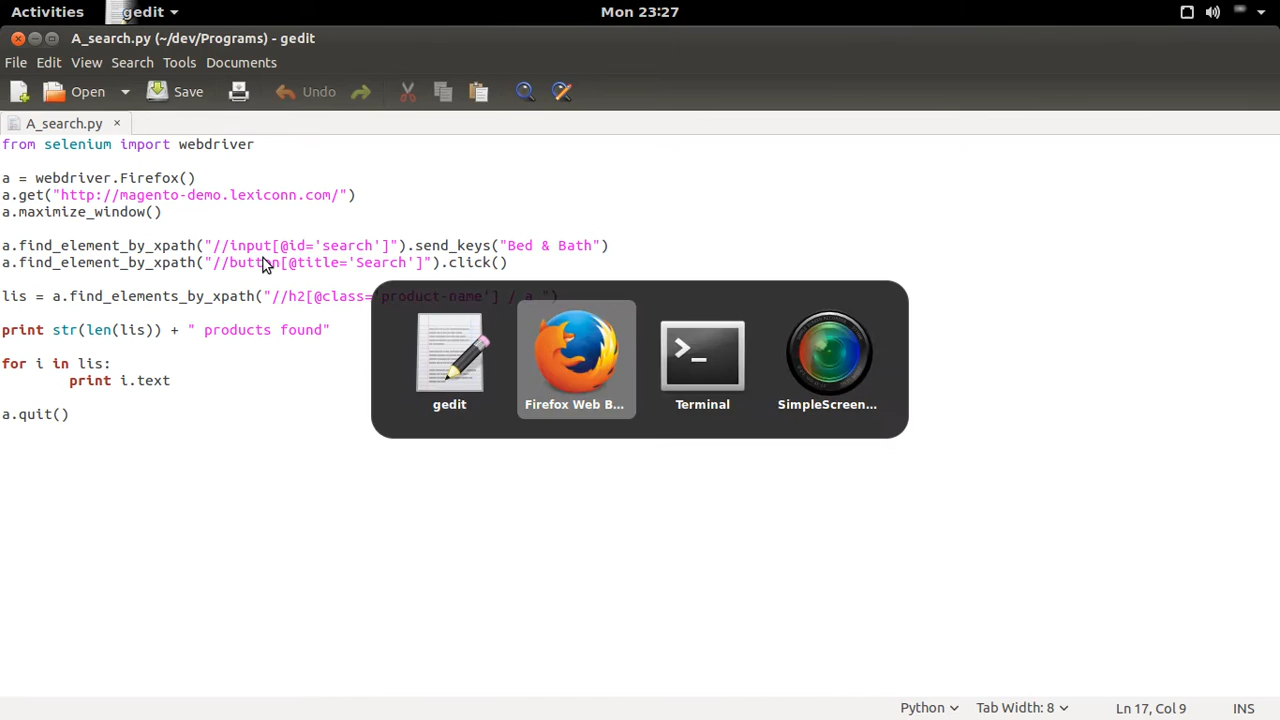 Activities gedit Mon 23:27
A_search.py (~/dev/Programs) - gedit
File Edit View Search Tools Documents
Open Save Undo
A_search.py ×
from selenium import webdriver
a = webdriver.Firefox()
a.get("http://magento-demo.lexiconn.com/")
a.maximize_window()
a.find_element_by_xpath("//input[@id='search']").send_keys("Bed & Bath")
a.find_element_by_xpath("//button[@title='Search']").click()
lis = a.find_elements_by_xpath("//h2[@class='product-name'] / a ")
print str(len(lis)) + " products found"
for i in lis:
print i.text
a.quit()
gedit Firefox Web B... Terminal SimpleScreen...
Python Tab Width: 8 Ln 17, Col 9 INS